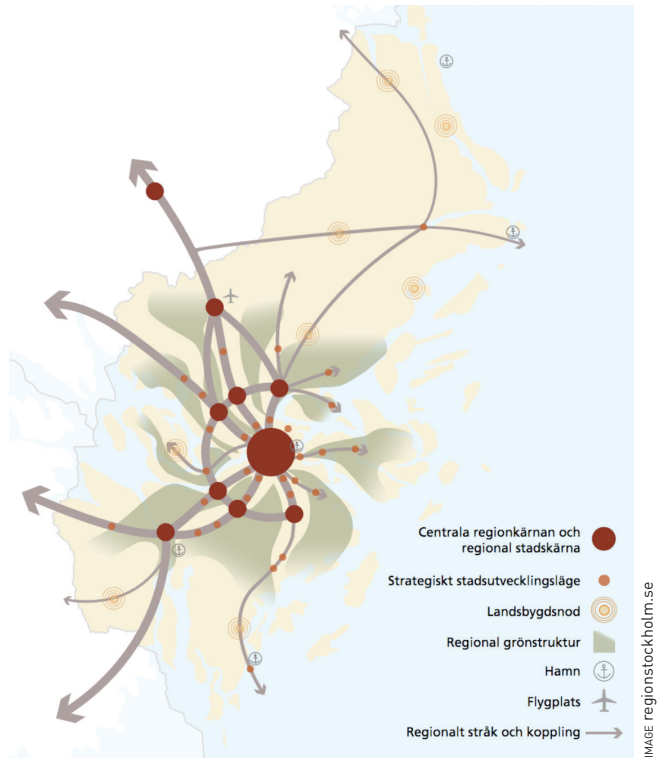 Centrala regionkärnan och
regional stadskärna
Strategiskt stadsutvecklingsläge
Landsbygdsnod
Regional grönstruktur
Hamn
Flygplats
Regionalt stråk och koppling
IMAGE regionstockholm.se